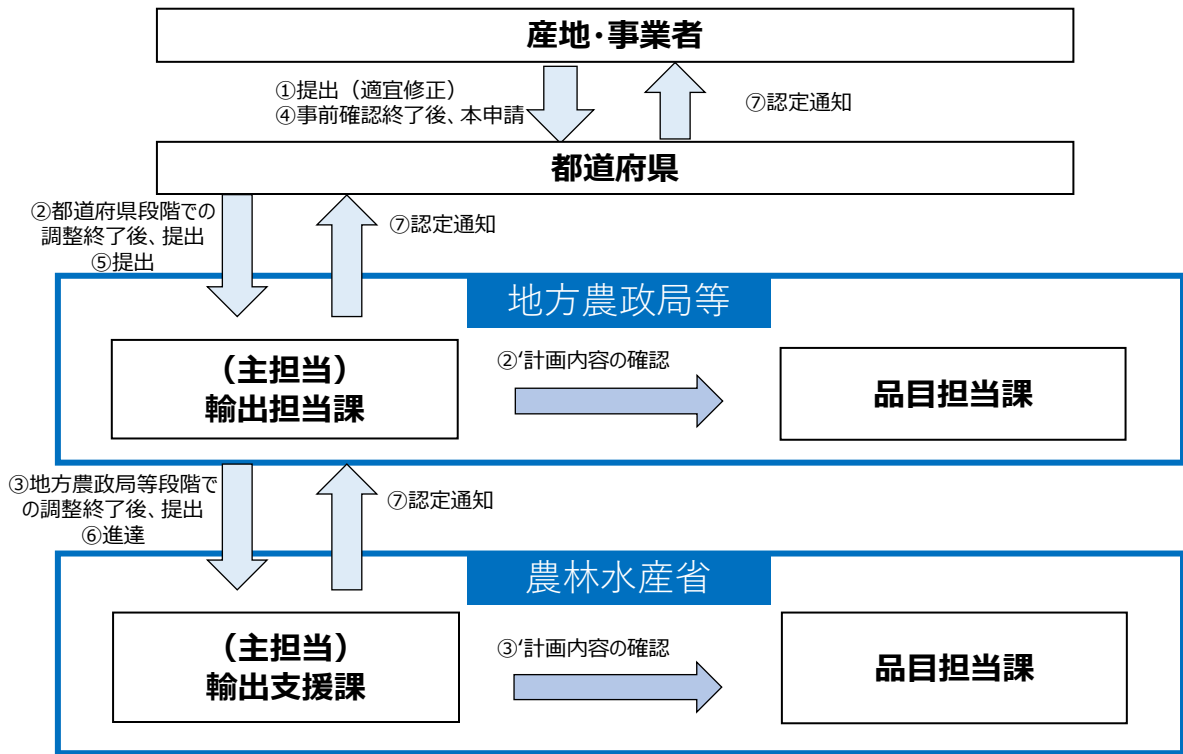 産地・事業者
①提出（適宜修正）
④事前確認終了後、本申請
⑦認定通知
都道府県
②都道府県段階での
調整終了後、提出
⑤提出
⑦認定通知
地方農政局等
（主担当）
輸出担当課
②‘計画内容の確認
品目担当課
③地方農政局等段階で
の調整終了後、提出
⑥進達
⑦認定通知
農林水産省
（主担当）
輸出支援課
③‘計画内容の確認
品目担当課